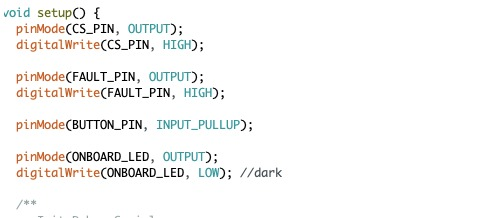 void setup() {
pinMode(CS_PIN, OUTPUT);
digitalWrite(CS_PIN, HIGH);
pinMode(FAULT_PIN, OUTPUT);
digitalWrite(FAULT_PIN, HIGH);
pinMode(BUTTON_PIN, INPUT_PULLUP);
pinMode(ONBOARD_LED, OUTPUT);
digitalWrite(ONBOARD_LED, LOW); //dark
/**